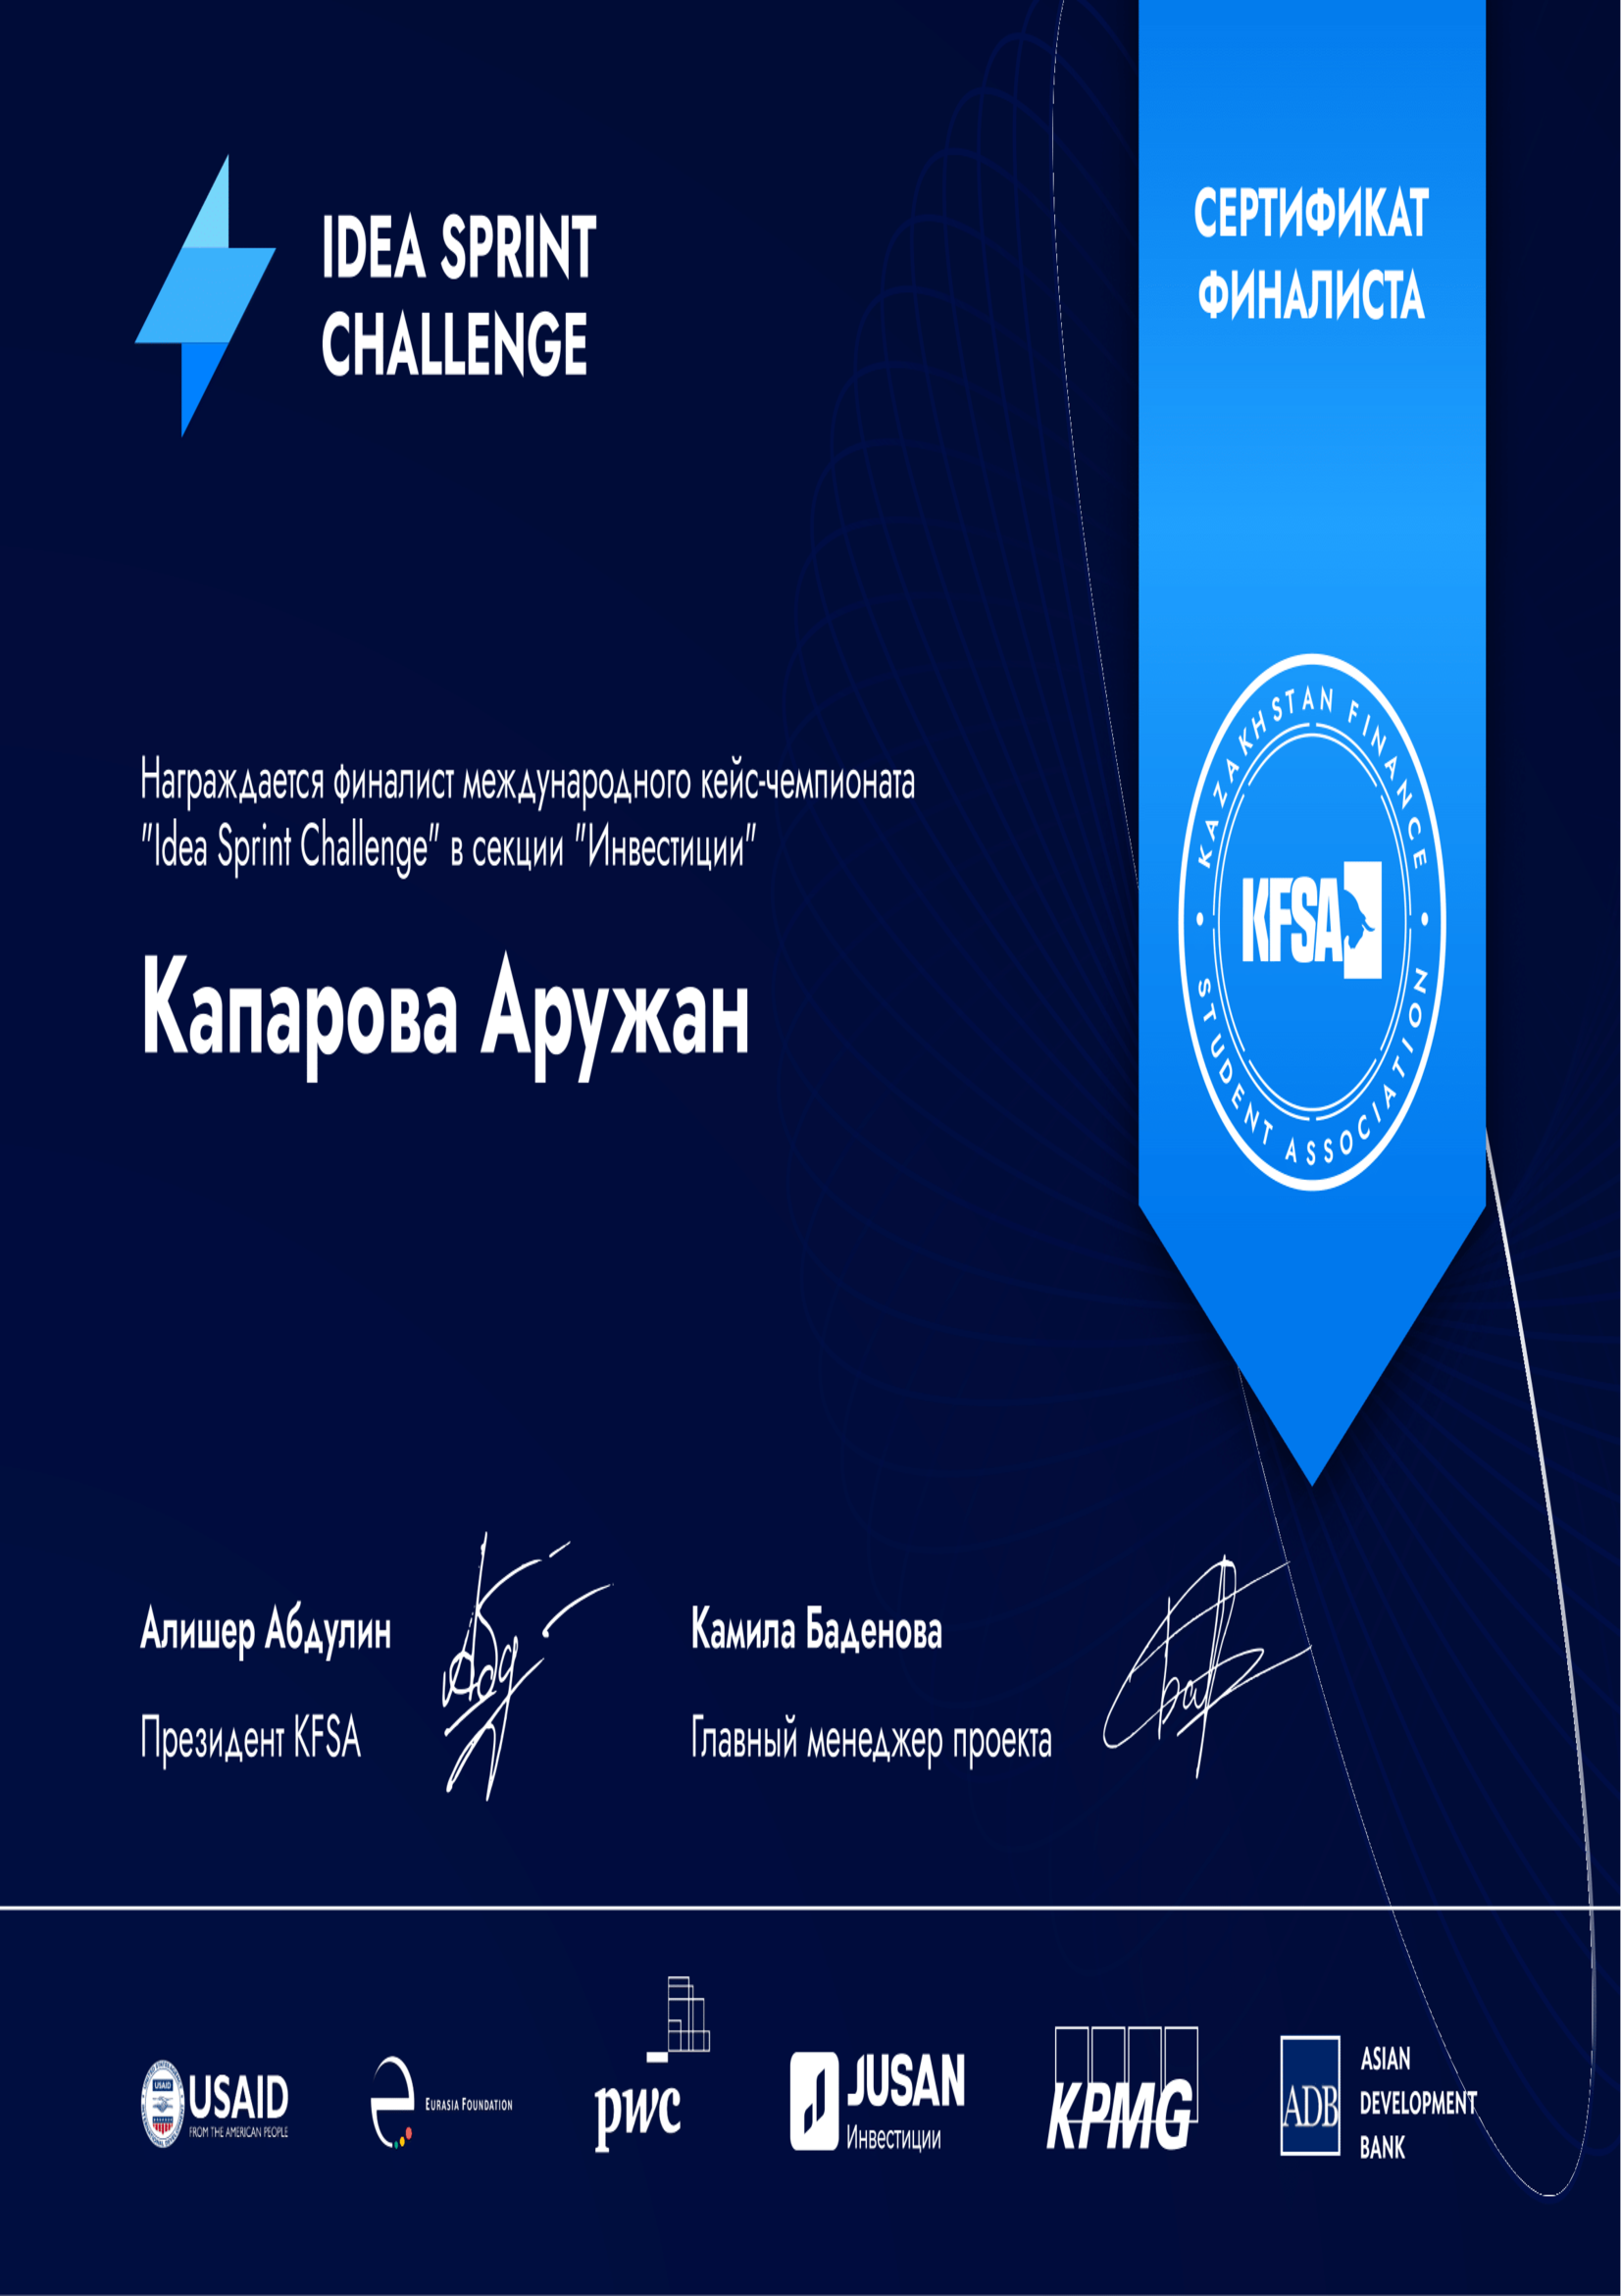 IDEA SPRINT
CHALLENGE
СЕРТИФИКАТ
ФИНАЛИСТА
Награждается финалист международного кейс-чемпионата
"Idea Sprint Challenge" в секции "Инвестиции"
Капарова Аружан
KAZAKHSTAN FINANCE
KFSA
STUDENT ASSOCIATION
Алишер Абдулин
Президент KFSA
Камила Баденова
Главный менеджер проекта
USAID
USAID
FROM THE AMERICAN PEOPLE
EURASIA FOUNDATION
pwc
JUSAN
Инвестиции
KPMG
ADB
ASIAN
DEVELOPMENT
BANK